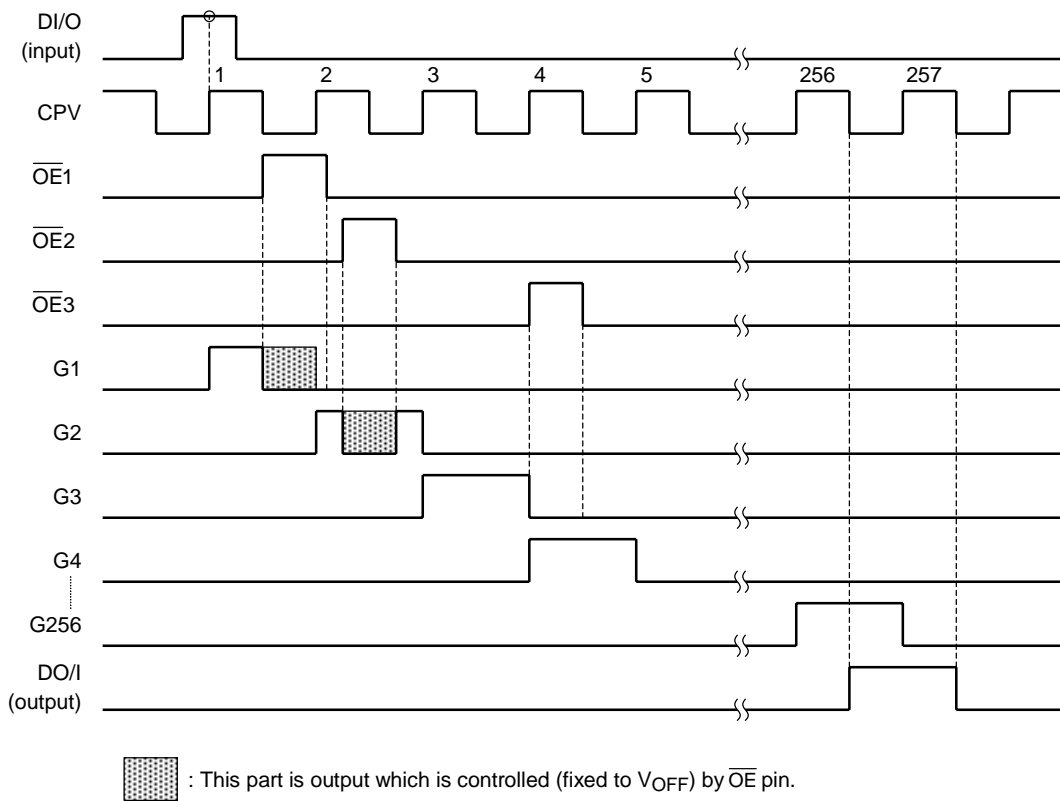 DI/O
(input)
1 2 3 4 5 256 257
CPV
OE1
OE2
OE3
G1
G2
G3
G4
G256
DO/I
(output)
: This part is output which is controlled (fixed to VOFF) by OE pin.